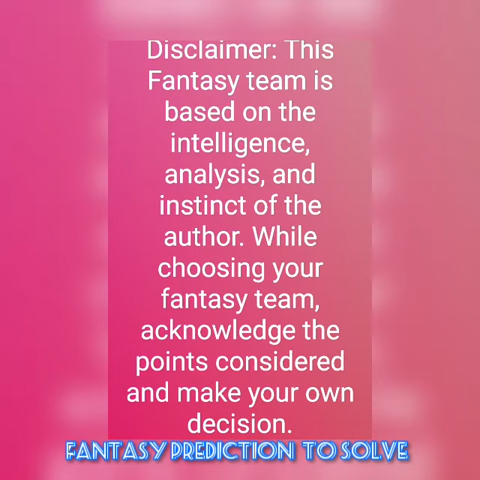 Disclaimer: This
Fantasy team is
based on the
intelligence,
analysis, and
instinct of the
author. While
choosing your
fantasy team,
acknowledge the
points considered
and make your own
decision.
FANTASY PREDICTION TO SOLVE